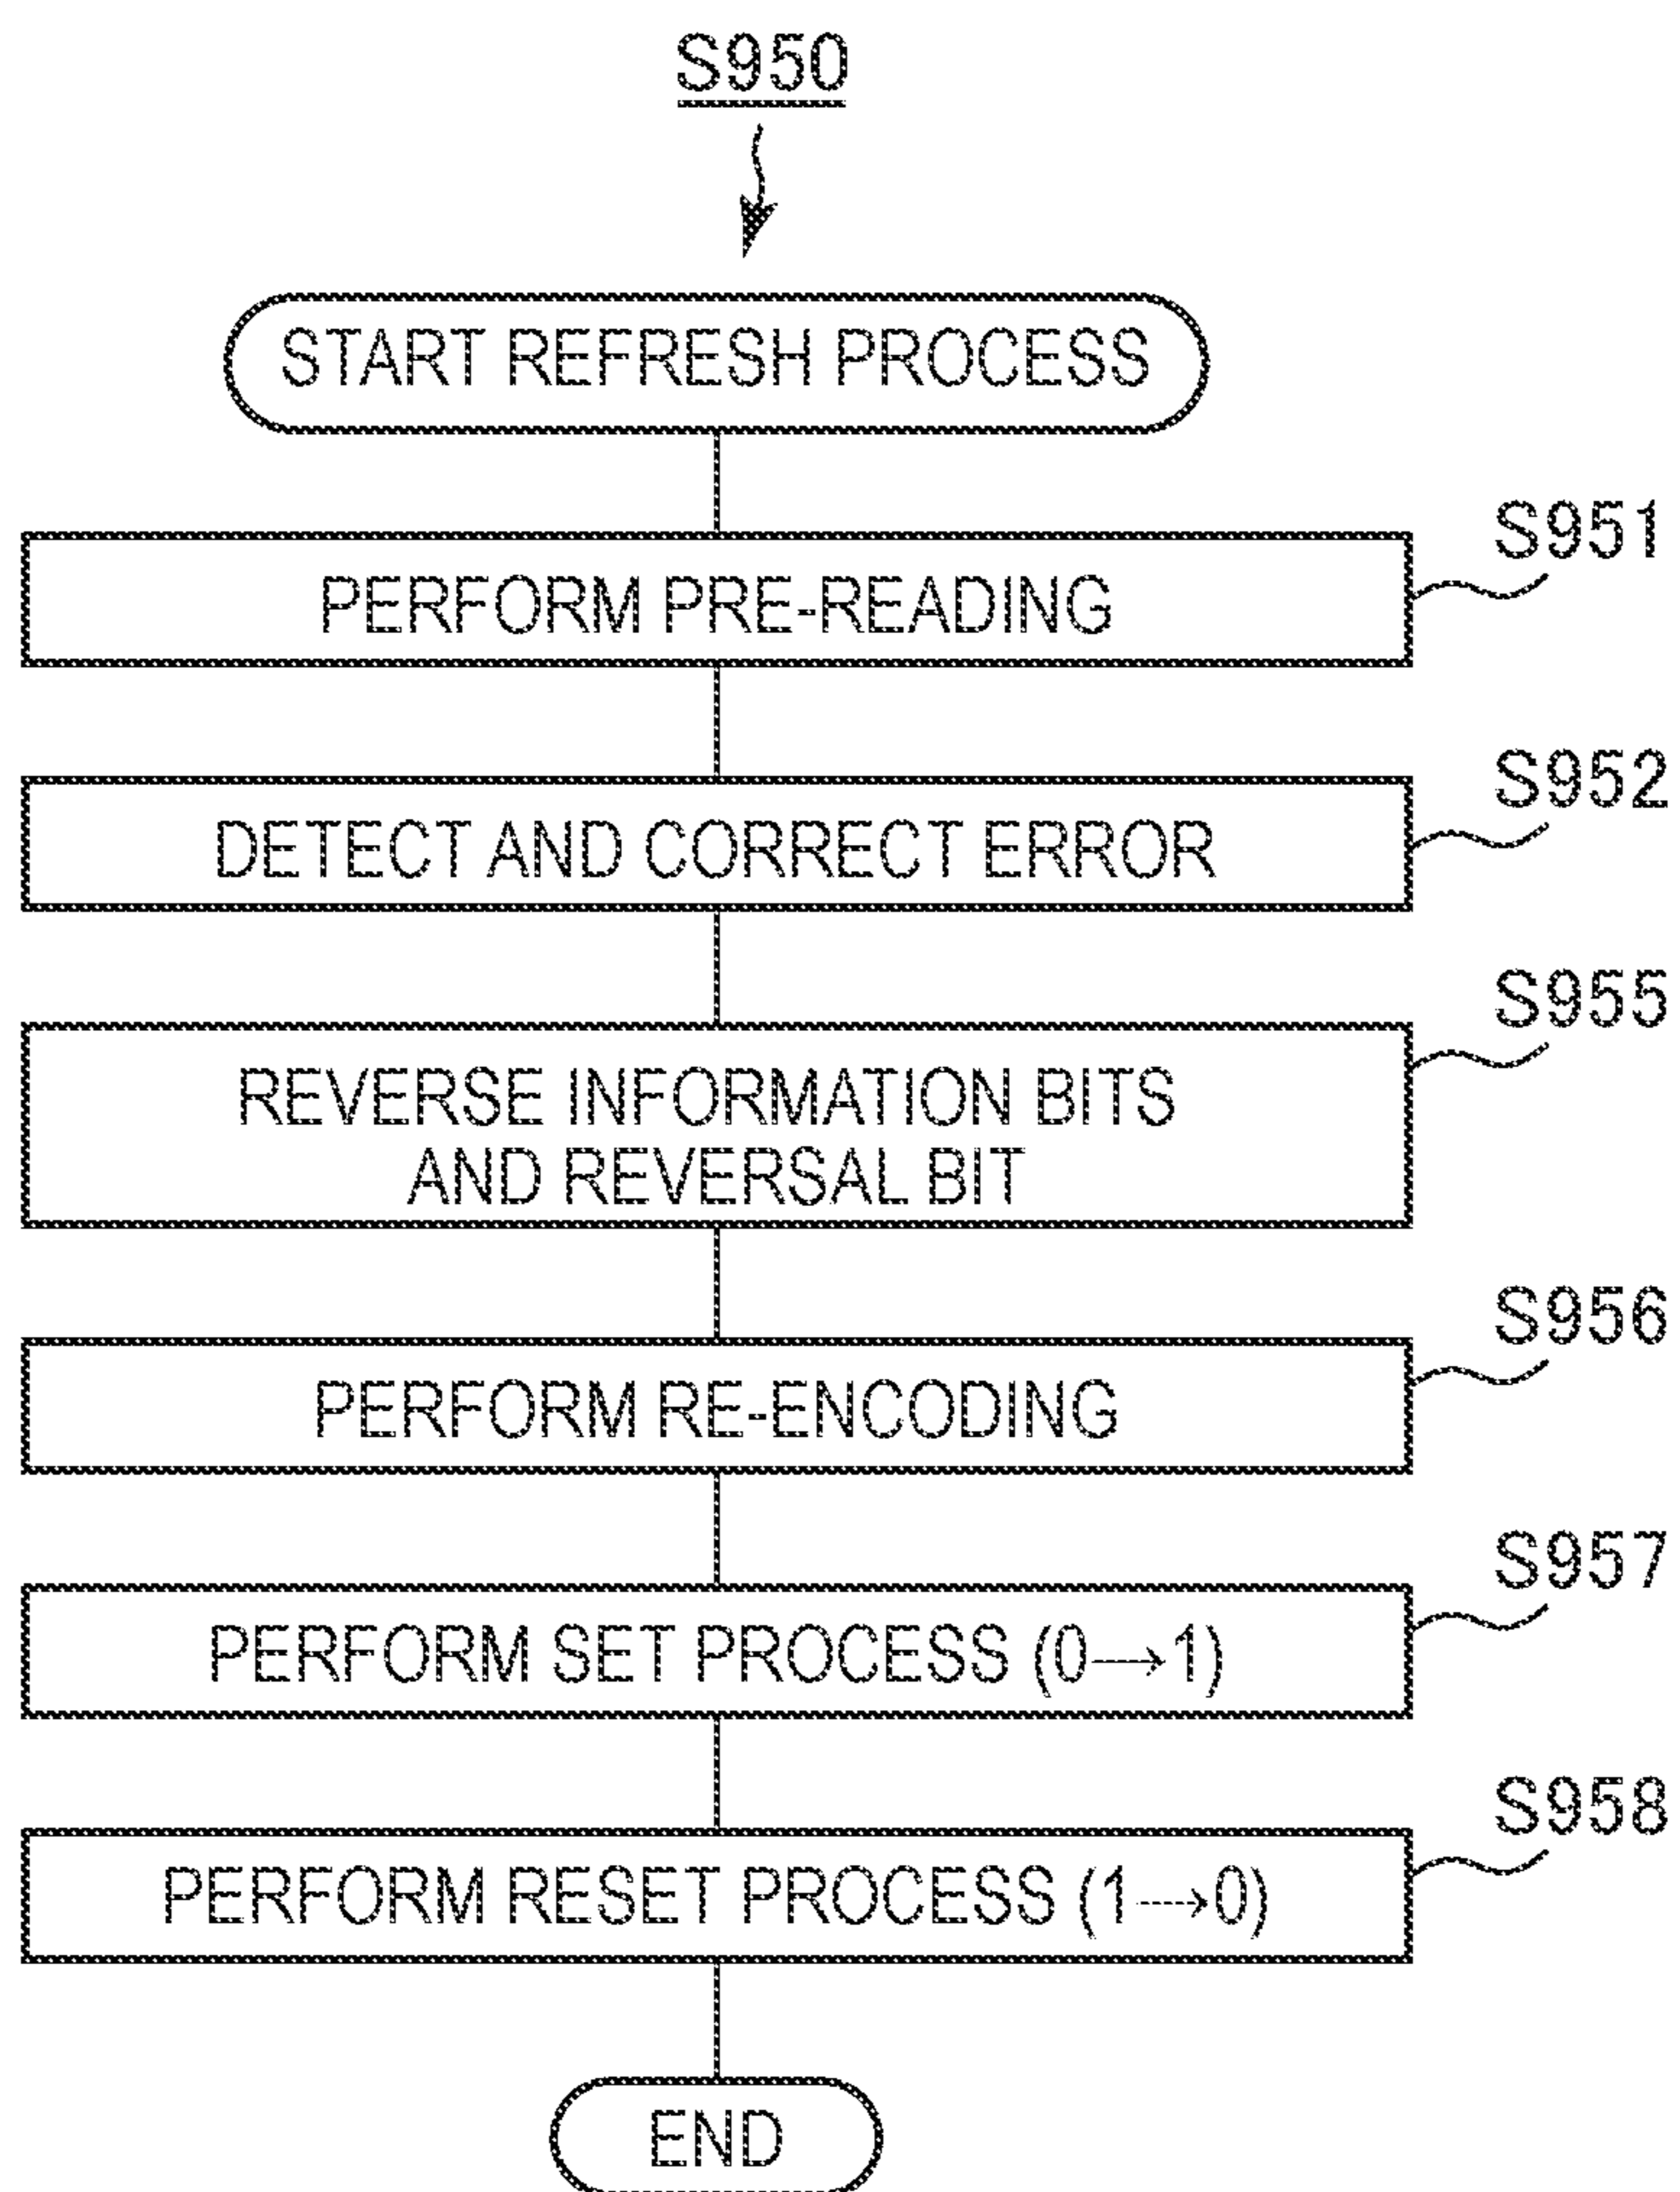 S950
START REFRESH PROCESS
S951
PERFORM PRE-READING
S952
DETECT AND CORRECT ERROR
S955
REVERSE INFORMATION BITS
AND REVERSAL BIT
S956
PERFORM RE-ENCODING
S957
PERFORM SET PROCESS (0→1)
S958
PERFORM RESET PROCESS (1→0)
END